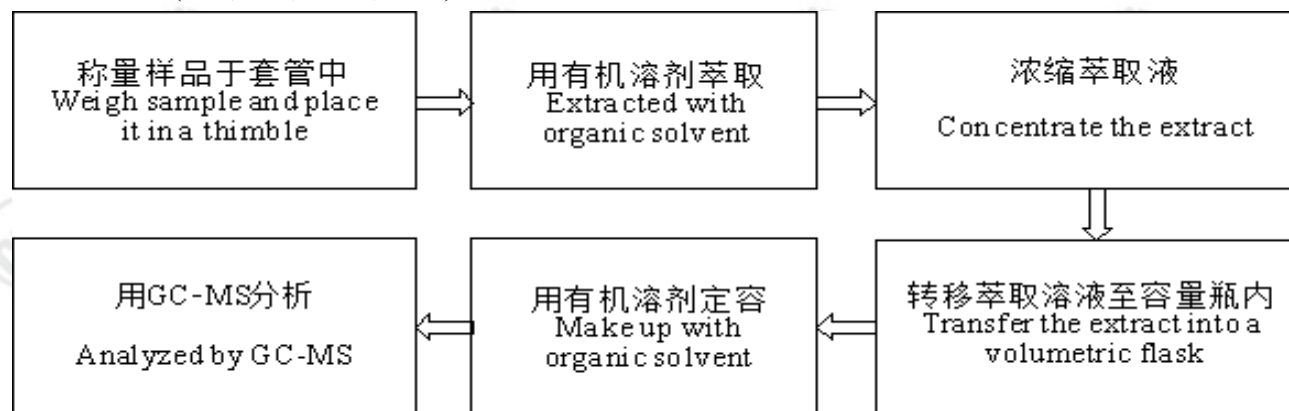 称量样品于套管中
Weigh sample and place
it in a thimble
用有机溶剂萃取
Extracted with
organic solvent
浓缩萃取液
Concentrate the extract
转移萃取溶液至容量瓶内
Transfer the extract into a
volumetric flask
用有机溶剂定容
Make up with
organic solvent
用GC-MS分析
Analyzed by GC-MS